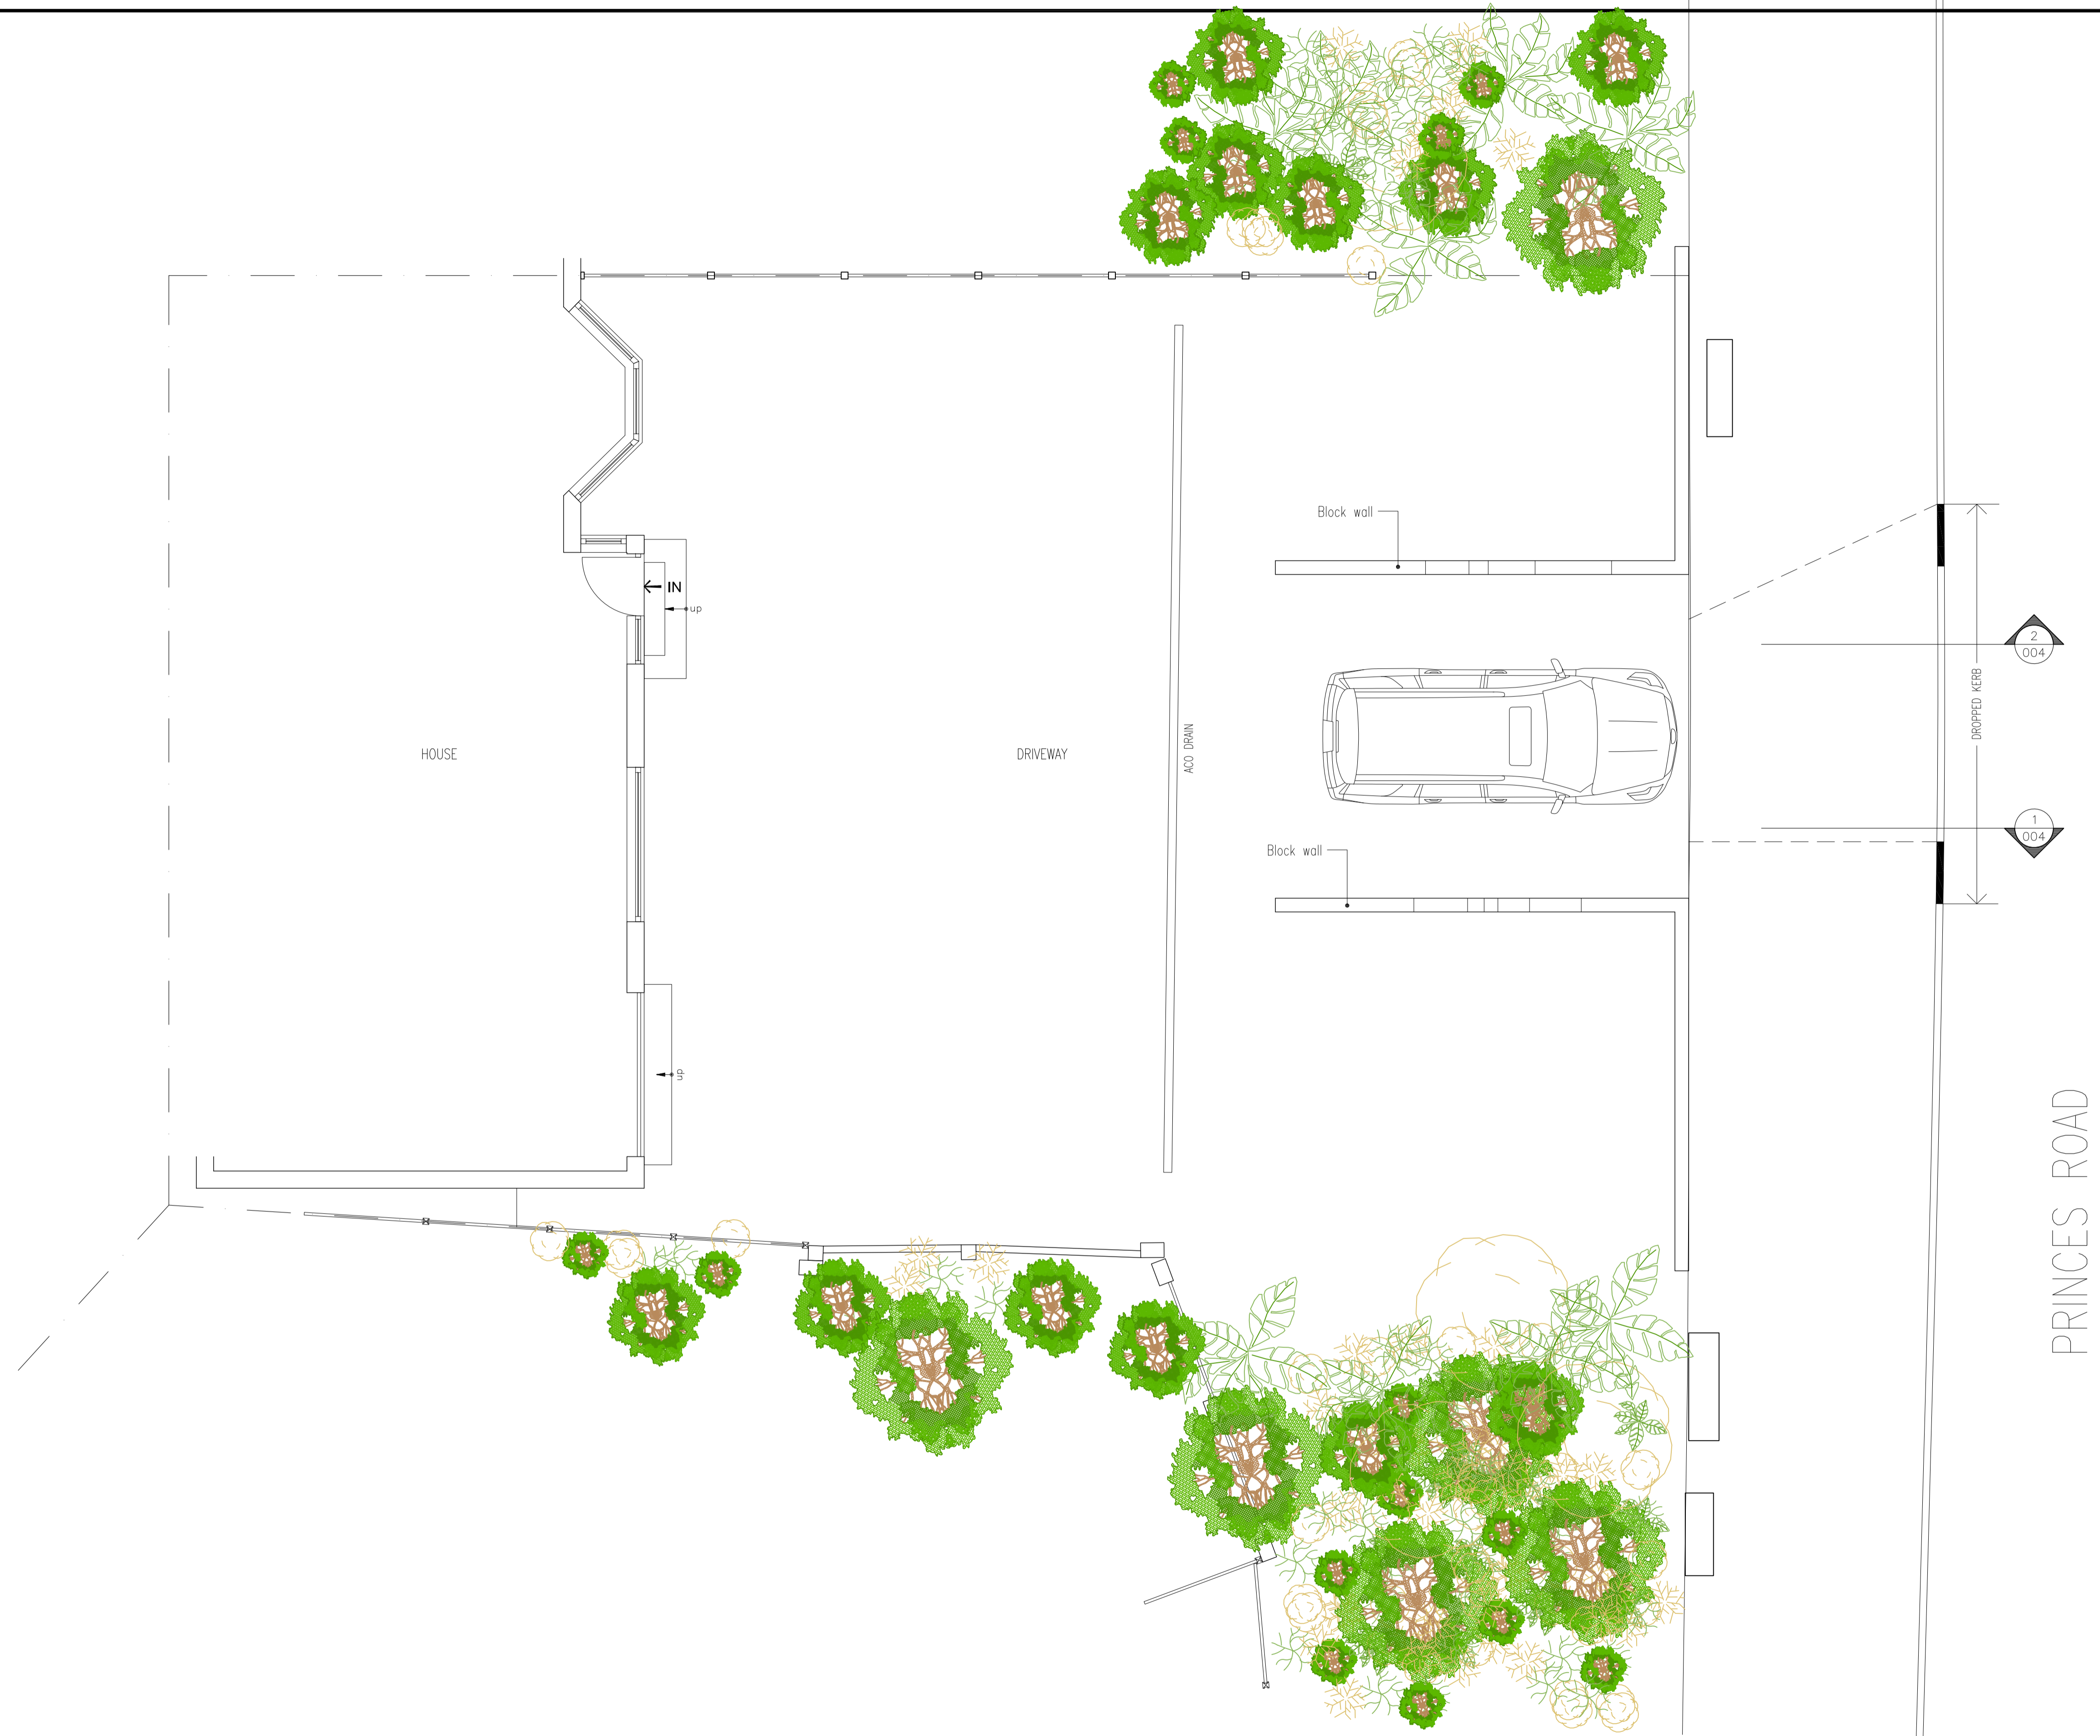 Block wall
IN
up
2
004
DROPPED KERB
HOUSE
DRIVEWAY
ACO DRAIN
1
004
Block wall
up
PRINCES ROAD